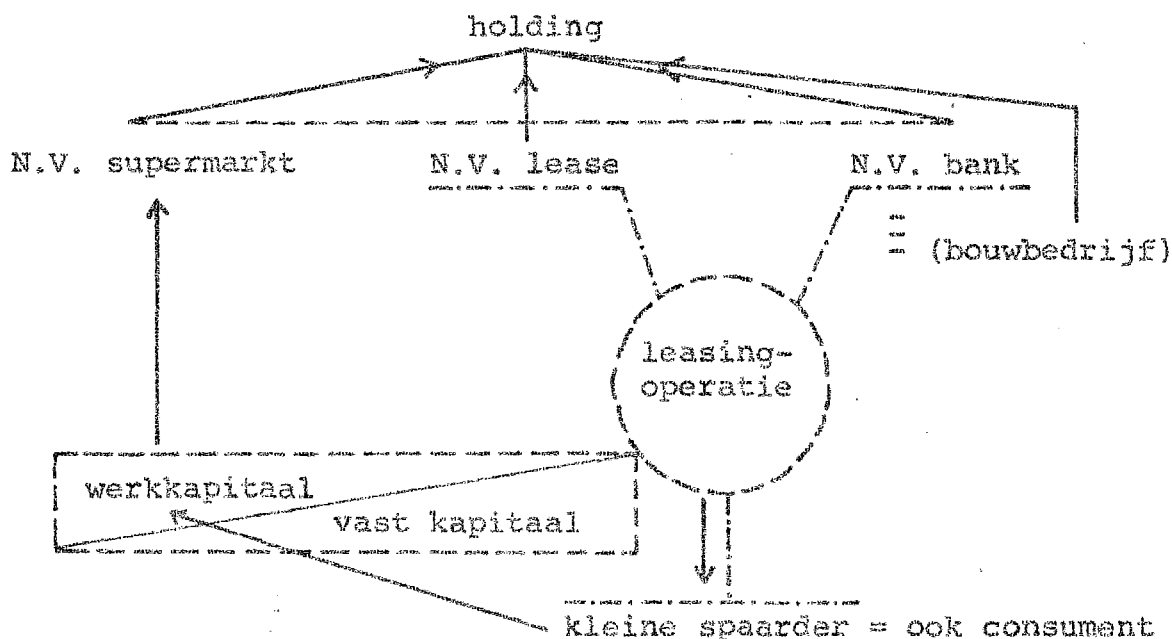 holding
N.V. supermarkt
N.V. lease
N.V. bank
(bouwbedrijf)
leasing-
operatie
werkkapitaal
vast kapitaal
kleine spaarder = ook consument